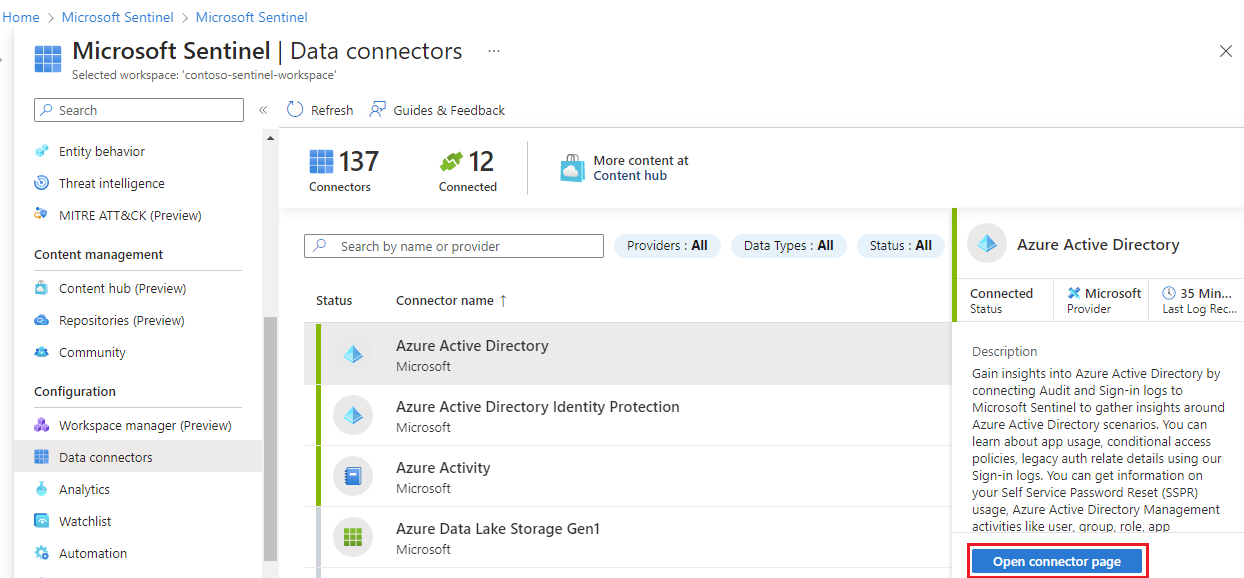 Home > Microsoft Sentinel > Microsoft Sentinel
Microsoft Sentinel | Data connectors ...
Selected workspace: 'contoso-sentinel-workspace'
Search
«
Refresh
Guides & Feedback
Entity behavior
Threat intelligence
MITRE ATT&CK (Preview)
Content management
Content hub (Preview)
Repositories (Preview)
Community
Configuration
Workspace manager (Preview)
Data connectors
Analytics
Watchlist
Automation
137
Connectors
12
Connected
More content at
Content hub
Search by name or provider
Providers : All
Data Types : All
Status : All
Status
Connector name ↑
Azure Active Directory
Microsoft
Azure Active Directory Identity Protection
Microsoft
Azure Activity
Microsoft
Azure Data Lake Storage Gen1
Microsoft
Azure Active Directory
Connected
Status
Microsoft
Provider
35 Min...
Last Log Rec...
Description
Gain insights into Azure Active Directory by
connecting Audit and Sign-in logs to
Microsoft Sentinel to gather insights around
Azure Active Directory scenarios. You can
learn about app usage, conditional access
policies, legacy auth relate details using our
Sign-in logs. You can get information on
your Self Service Password Reset (SSPR)
usage, Azure Active Directory Management
activities like user, group, role, app
Open connector page